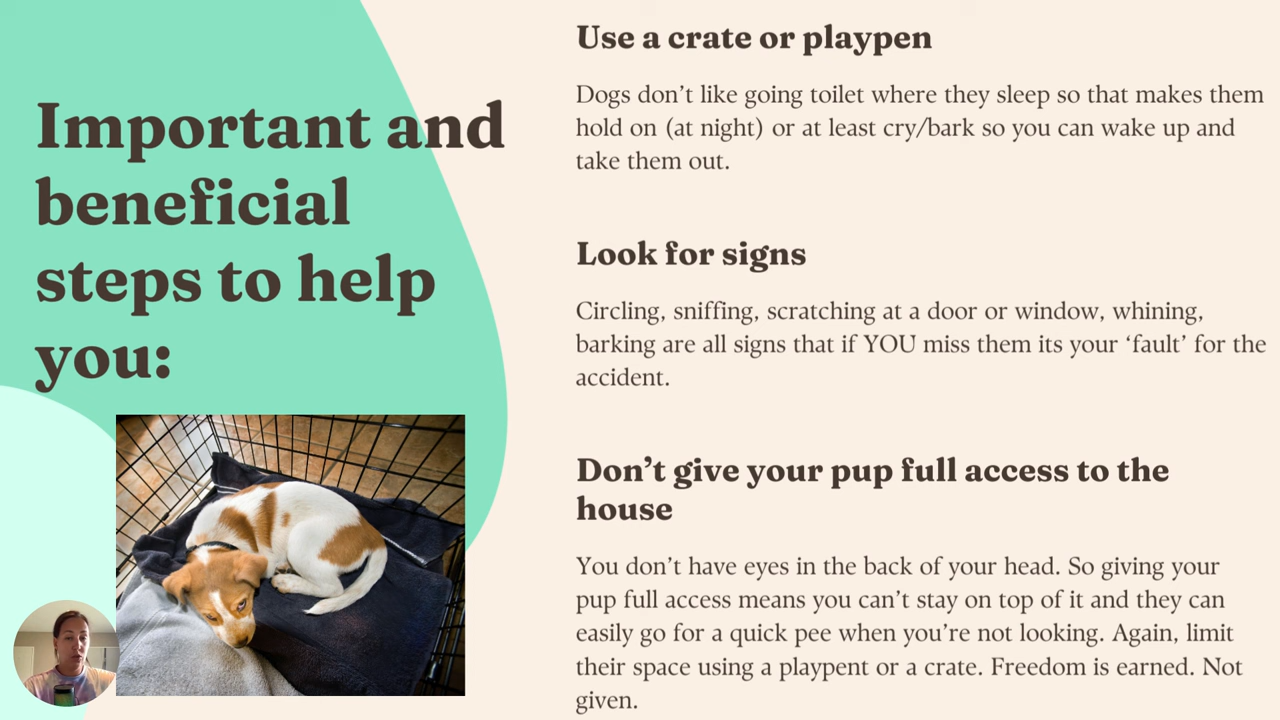 Important and
beneficial
steps to help
you:
Use a crate or playpen
Dogs don’t like going toilet where they sleep so that makes them
hold on (at night) or at least cry/bark so you can wake up and
take them out.
Look for signs
Circling, sniffing, scratching at a door or window, whining,
barking are all signs that if YOU miss them its your ‘fault’ for the
accident.
Don’t give your pup full access to the
house
You don’t have eyes in the back of your head. So giving your
pup full access means you can’t stay on top of it and they can
easily go for a quick pee when you’re not looking. Again, limit
their space using a playpent or a crate. Freedom is earned. Not
given.